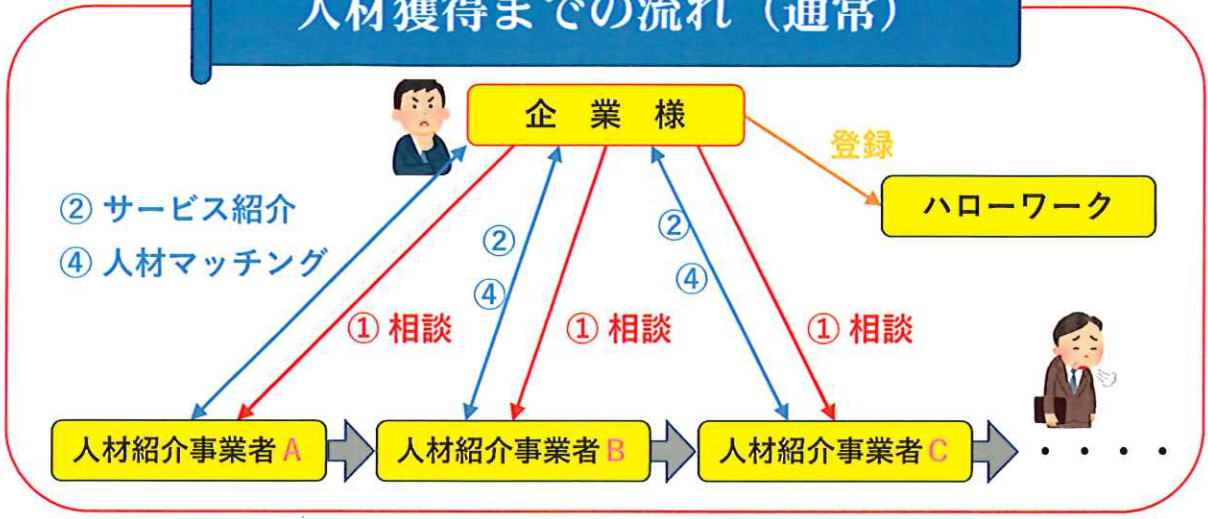 人材獲得までの流れ（通常）
企 業 様
登録
ハローワーク
② サービス紹介
④ 人材マッチング
②
④
②
④
① 相談
① 相談
① 相談
人材紹介事業者A
人材紹介事業者B
人材紹介事業者C
・・・・